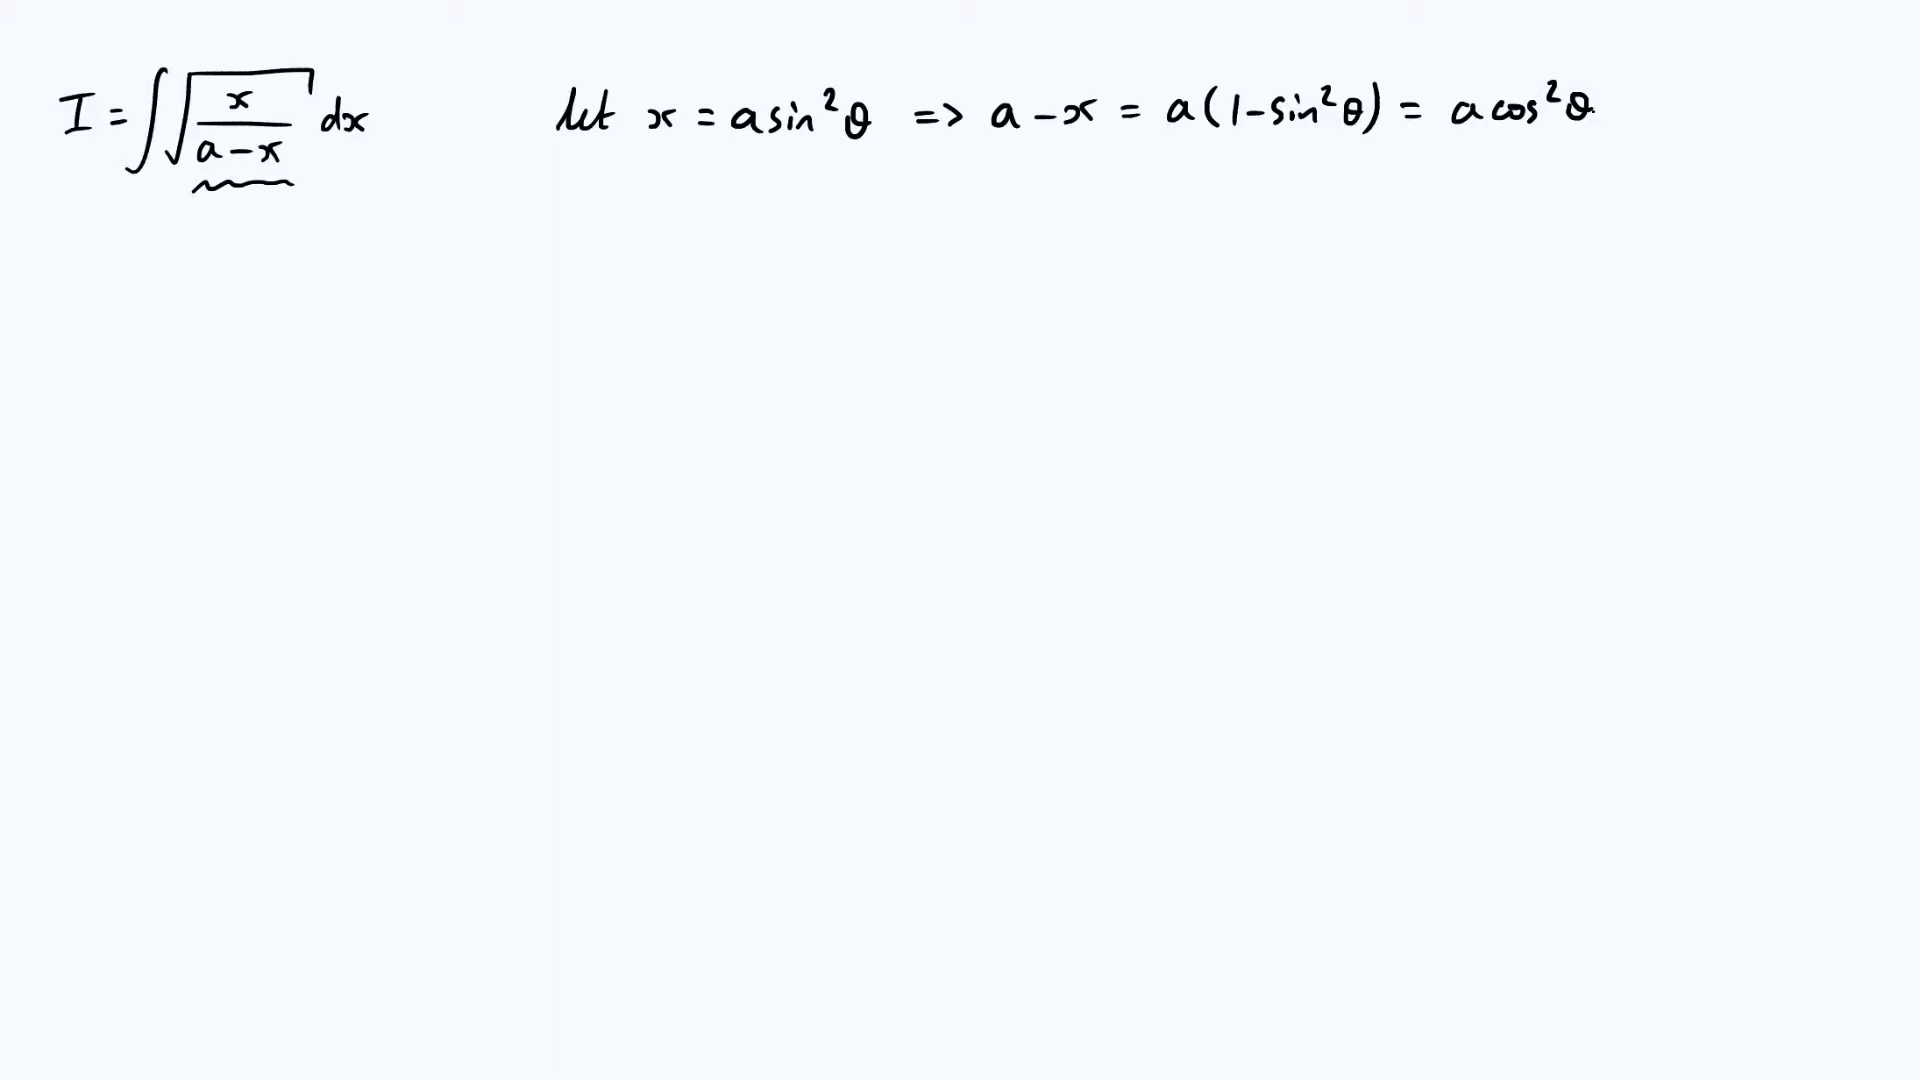 I = ∫√(x/(a-x)) dx let x = a sin²θ => a - x = a(1-sin²θ) = a cos²θ